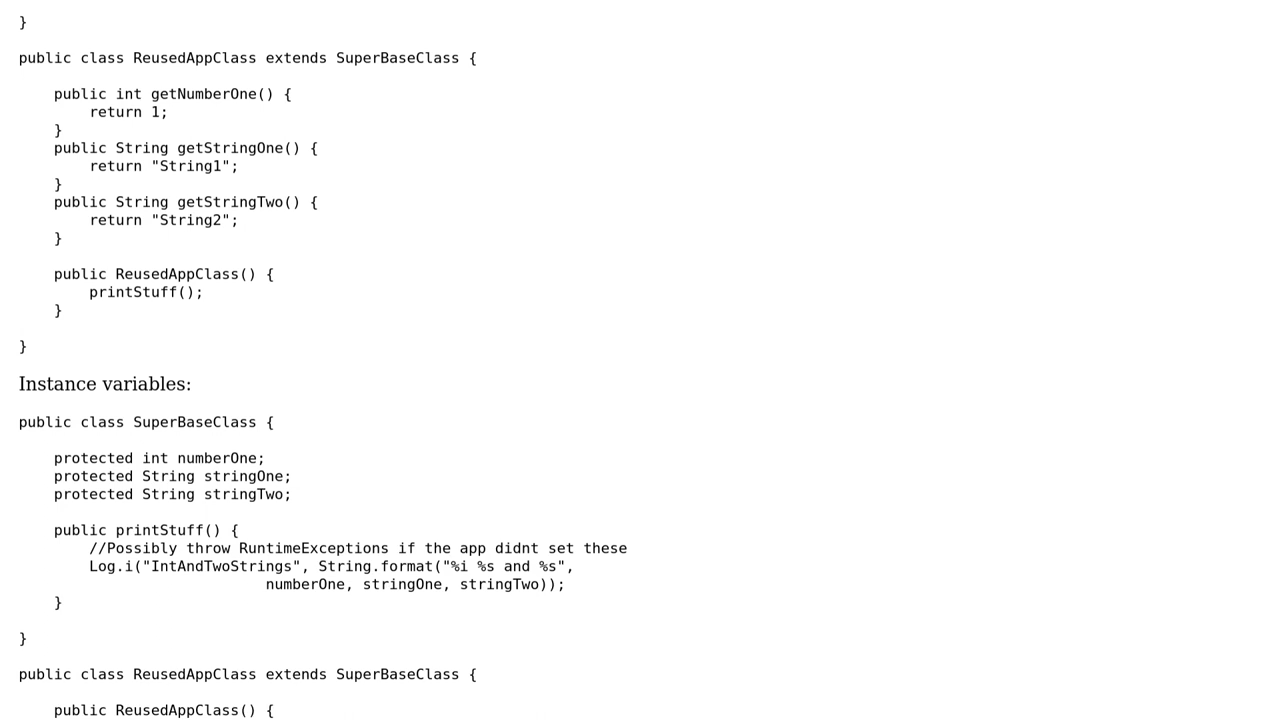 }
public class ReusedAppClass extends SuperBaseClass {
    public int getNumberOne() {
        return 1;
    }
    public String getStringOne() {
        return "String1";
    }
    public String getStringTwo() {
        return "String2";
    }
    public ReusedAppClass() {
        printStuff();
    }
}
Instance variables:
public class SuperBaseClass {
    protected int numberOne;
    protected String stringOne;
    protected String stringTwo;
    public printStuff() {
        //Possibly throw RuntimeExceptions if the app didnt set these
        Log.i("IntAndTwoStrings", String.format("%i %s and %s",
                            numberOne, stringOne, stringTwo));
    }
}
public class ReusedAppClass extends SuperBaseClass {
    public ReusedAppClass() {